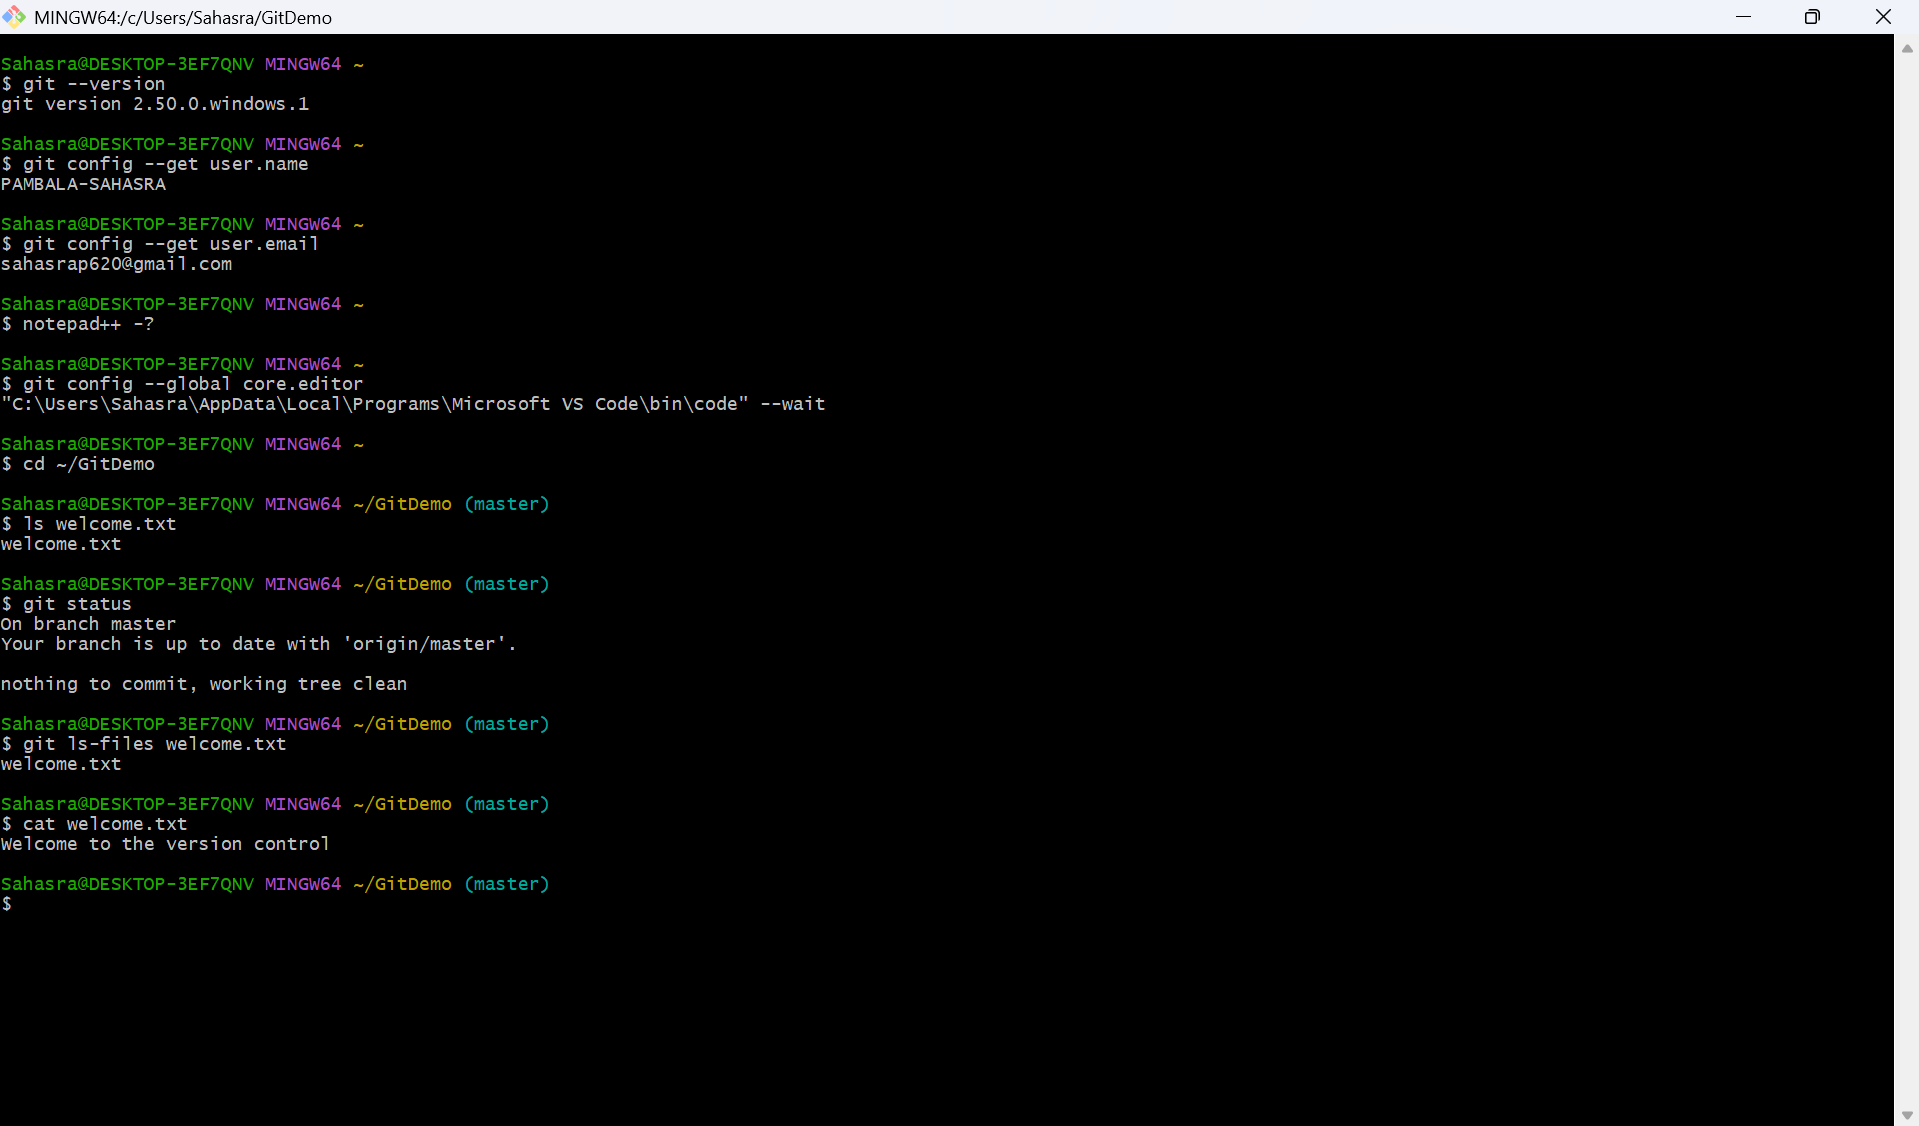 MINGW64:/c/Users/Sahasra/GitDemo
Sahasra@DESKTOP-3EF7QNV MINGW64 ~
$ git --version
git version 2.50.0.windows.1
Sahasra@DESKTOP-3EF7QNV MINGW64 ~
$ git config --get user.name
PAMBALA-SAHASRA
Sahasra@DESKTOP-3EF7QNV MINGW64 ~
$ git config --get user.email
sahasrap620@gmail.com
Sahasra@DESKTOP-3EF7QNV MINGW64 ~
$ notepad++ -?
Sahasra@DESKTOP-3EF7QNV MINGW64 ~
$ git config --global core.editor
"C:\Users\Sahasra\AppData\Local\Programs\Microsoft VS Code\bin\code" --wait
Sahasra@DESKTOP-3EF7QNV MINGW64 ~
$ cd ~/GitDemo
Sahasra@DESKTOP-3EF7QNV MINGW64 ~/GitDemo (master)
$ ls welcome.txt
welcome.txt
Sahasra@DESKTOP-3EF7QNV MINGW64 ~/GitDemo (master)
$ git status
On branch master
Your branch is up to date with 'origin/master'.
nothing to commit, working tree clean
Sahasra@DESKTOP-3EF7QNV MINGW64 ~/GitDemo (master)
$ git ls-files welcome.txt
welcome.txt
Sahasra@DESKTOP-3EF7QNV MINGW64 ~/GitDemo (master)
$ cat welcome.txt
Welcome to the version control
Sahasra@DESKTOP-3EF7QNV MINGW64 ~/GitDemo (master)
$